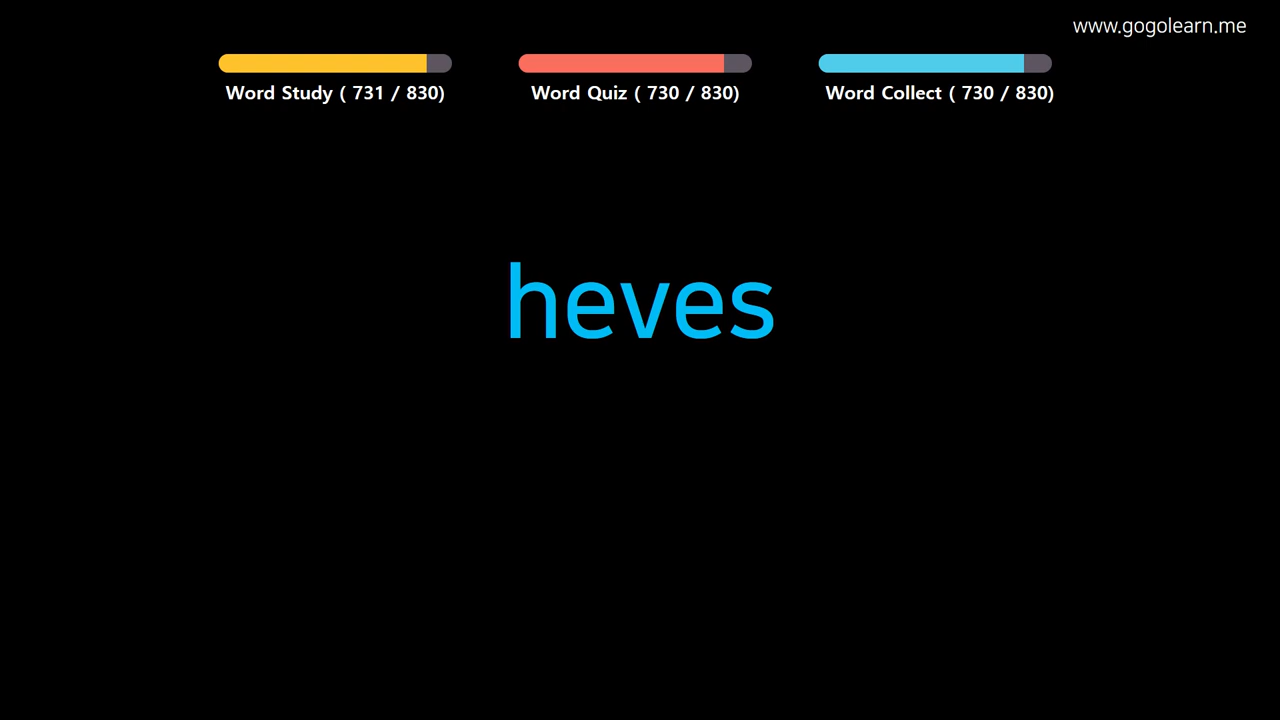 www.gogolearn.me
Word Study ( 731 / 830)
Word Quiz ( 730 / 830)
Word Collect ( 730 / 830)
heves